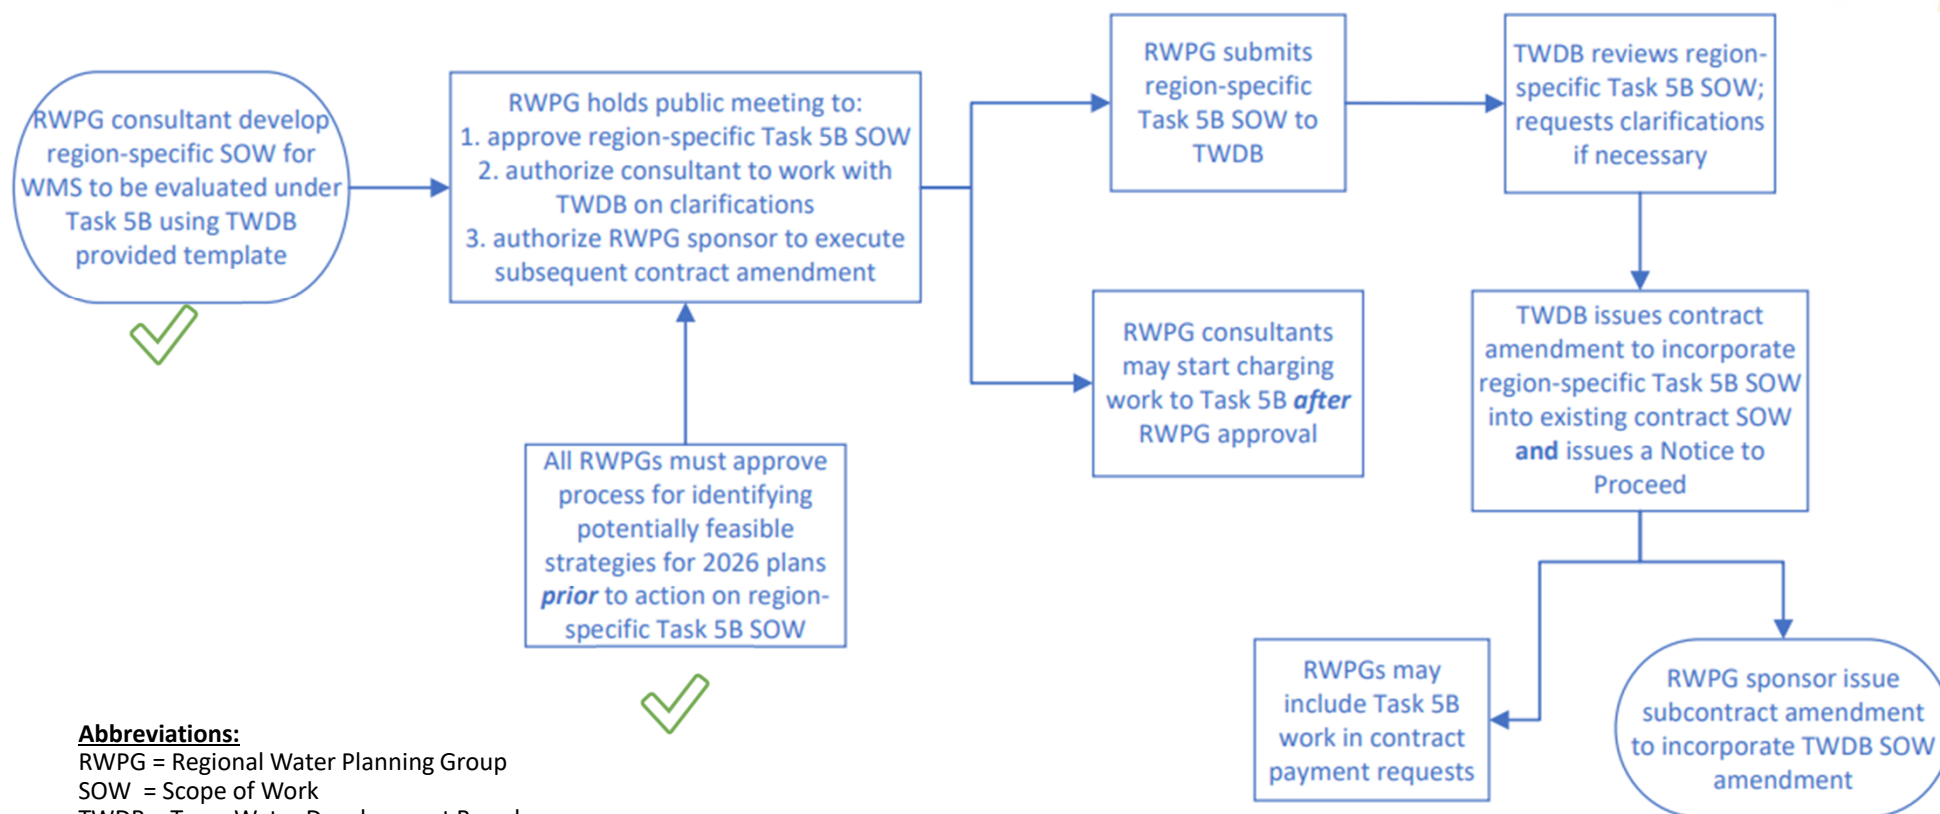 RWPG consultant develop
region-specific SOW for
WMS to be evaluated under
Task 5B using TWDB
provided template
RWPG holds public meeting to:
1. approve region-specific Task 5B SOW
2. authorize consultant to work with
TWDB on clarifications
3. authorize RWPG sponsor to execute
subsequent contract amendment
All RWPGs must approve
process for identifying
potentially feasible
strategies for 2026 plans
prior to action on region-
specific Task 5B SOW
RWPG submits
region-specific
Task 5B SOW to
TWDB
RWPG consultants
may start charging
work to Task 5B after
RWPG approval
TWDB reviews region-
specific Task 5B SOW;
requests clarifications
if necessary
TWDB issues contract
amendment to incorporate
region-specific Task 5B SOW
into existing contract SOW
and issues a Notice to
Proceed
RWPGs may
include Task 5B
work in contract
payment requests
RWPG sponsor issue
subcontract amendment
to incorporate TWDB SOW
amendment
Abbreviations:
RWPG = Regional Water Planning Group
SOW = Scope of Work
TWDB = Texas Water Development Board